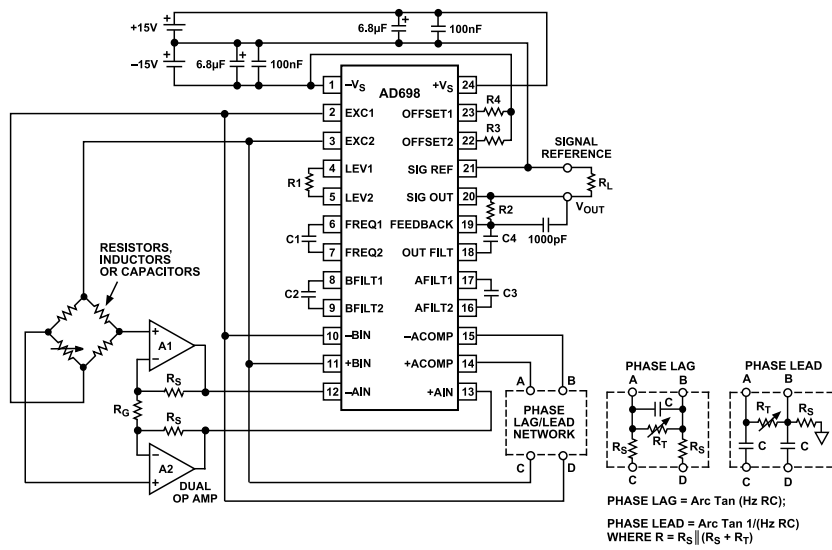 +15V
6.8µF
100nF
–15V
6.8µF
100nF
1
–VS
+VS
24
AD698
2
EXC1
OFFSET1
23
R4
3
EXC2
OFFSET2
22
R3
SIGNAL
REFERENCE
4
LEV1
SIG REF
21
R1
RL
5
LEV2
SIG OUT
20
VOUT
R2
6
FREQ1
FEEDBACK
19
C1
C4
1000pF
7
FREQ2
OUT FILT
18
RESISTORS,
INDUCTORS
OR CAPACITORS
8
BFILT1
AFILT1
17
C2
C3
9
BFILT2
AFILT2
16
10
–BIN
–ACOMP
15
A1
11
+BIN
+ACOMP
14
RS
12
–AIN
+AIN
13
RG
RS
A2
DUAL
OP AMP
A
B
PHASE
LAG/LEAD
NETWORK
C
D
PHASE LAG
A
B
C
RT
RS
RS
C
D
PHASE LEAD
A
B
RT
RS
C
C
C
D
PHASE LAG = Arc Tan (Hz RC);
PHASE LEAD = Arc Tan 1/(Hz RC)
WHERE R = RS||(RS + RT)